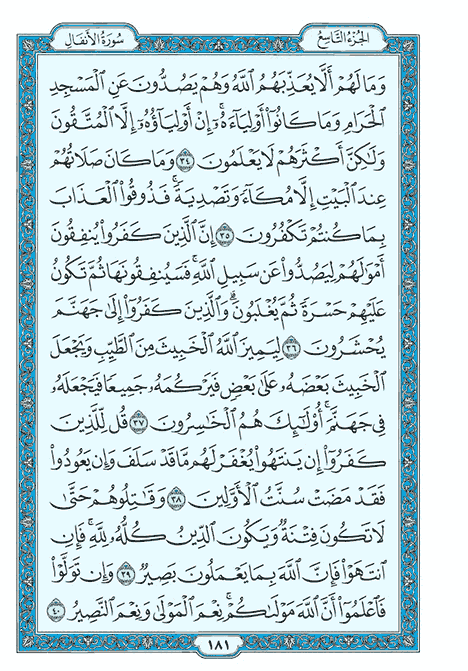 الجزء التاسع
سورة الأنفال
وَمَا لَهُمْ أَلَّا يُعَذِّبَهُمُ ٱللَّهُ وَهُمْ يَصُدُّونَ عَنِ ٱلْمَسْجِدِ
ٱلْحَرَامِ وَمَا كَانُوٓا۟ أَوْلِيَآءَهُۥٓ ۚ إِنْ أَوْلِيَآؤُهُۥٓ إِلَّا ٱلْمُتَّقُونَ
وَلَـٰكِنَّ أَكْثَرَهُمْ لَا يَعْلَمُونَ ٣٤ وَمَا كَانَ صَلَاتُهُمْ
عِندَ ٱلْبَيْتِ إِلَّا مُكَآءً وَتَصْدِيَةً ۚ فَذُوقُوا۟ ٱلْعَذَابَ
بِمَا كُنتُمْ تَكْفُرُونَ ٣٥ إِنَّ ٱلَّذِينَ كَفَرُوا۟ يُنفِقُونَ
أَمْوَٰلَهُمْ لِيَصُدُّوا۟ عَن سَبِيلِ ٱللَّهِ ۚ فَسَيُنفِقُونَهَا ثُمَّ تَكُونُ
عَلَيْهِمْ حَسْرَةً ثُمَّ يُغْلَبُونَ ۗ وَٱلَّذِينَ كَفَرُوٓا۟ إِلَىٰ جَهَنَّمَ
يُحْشَرُونَ ٣٦ لِيَمِيزَ ٱللَّهُ ٱلْخَبِيثَ مِنَ ٱلطَّيِّبِ وَيَجْعَلَ
ٱلْخَبِيثَ بَعْضَهُۥ عَلَىٰ بَعْضٍ فَيَرْكُمَهُۥ جَمِيعًا فَيَجْعَلَهُۥ
فِى جَهَنَّمَ ۚ أُو۟لَـٰٓئِكَ هُمُ ٱلْخَـٰسِرُونَ ٣٧ قُل لِّلَّذِينَ
كَفَرُوٓا۟ إِن يَنتَهُوا۟ يُغْفَرْ لَهُم مَّا قَدْ سَلَفَ وَإِن يَعُودُوا۟
فَقَدْ مَضَتْ سُنَّتُ ٱلْأَوَّلِينَ ٣٨ وَقَـٰتِلُوهُمْ حَتَّىٰ
لَا تَكُونَ فِتْنَةٌ وَيَكُونَ ٱلدِّينُ كُلُّهُۥ لِلَّهِ ۚ فَإِنِ
ٱنتَهَوْا۟ فَإِنَّ ٱللَّهَ بِمَا يَعْمَلُونَ بَصِيرٌ ٣٩ وَإِن تَوَلَّوْا۟
فَٱعْلَمُوٓا۟ أَنَّ ٱللَّهَ مَوْلَىٰكُمْ ۚ نِعْمَ ٱلْمَوْلَىٰ وَنِعْمَ ٱلنَّصِيرُ ٤٠
١٨١